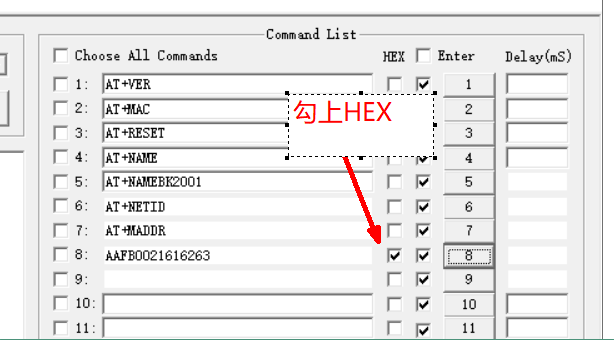 Command List
Choose All Commands HEX Enter Delay(mS)
1: AT+VER 1
2: AT+MAC 2
3: AT+RESET 3
4: AT+NAME 4
5: AT+NAMEBK2001 5
6: AT+NETID 6
7: AT+MADDR 7
8: AAFB0021616263 8
9: 9
10: 10
11: 11
勾上HEX